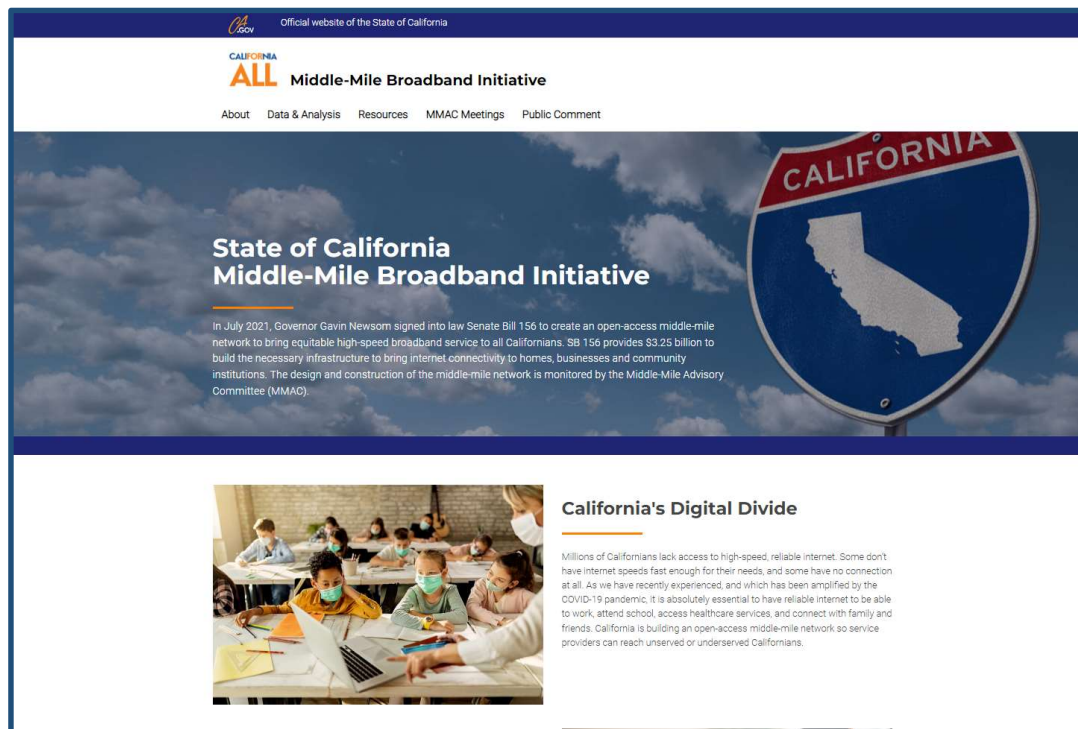 CA.GOV Official website of the State of California
CALIFORNIA
ALL Middle-Mile Broadband Initiative
About Data & Analysis Resources MMAC Meetings Public Comment
CALIFORNIA
State of California
Middle-Mile Broadband Initiative
In July 2021, Governor Gavin Newsom signed into law Senate Bill 156 to create an open-access middle-mile
network to bring equitable high-speed broadband service to all Californians. SB 156 provides $3.25 billion to
build the necessary infrastructure to bring internet connectivity to homes, businesses and community
institutions. The design and construction of the middle-mile network is monitored by the Middle-Mile Advisory
Committee (MMAC).
California's Digital Divide
Millions of Californians lack access to high-speed, reliable internet. Some don't
have internet speeds fast enough for their needs, and some have no connection
at all. As we have recently experienced, and which has been amplified by the
COVID-19 pandemic, it is absolutely essential to have reliable internet to be able
to work, attend school, access healthcare services, and connect with family and
friends. California is building an open-access middle-mile network so service
providers can reach unserved or underserved Californians.